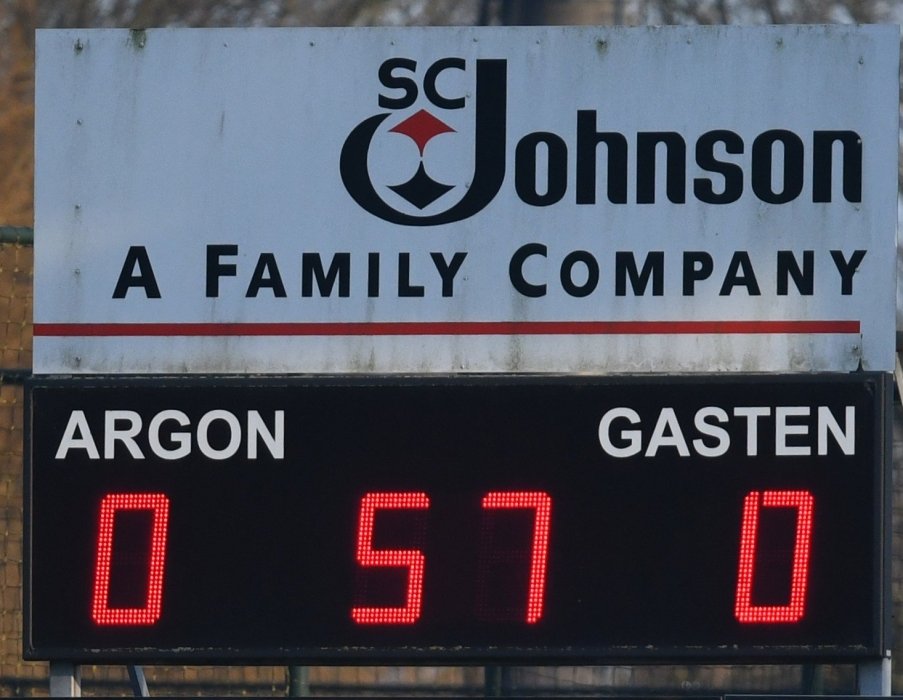 SC
Johnson
A FAMILY COMPANY
ARGON GASTEN
0 57 0